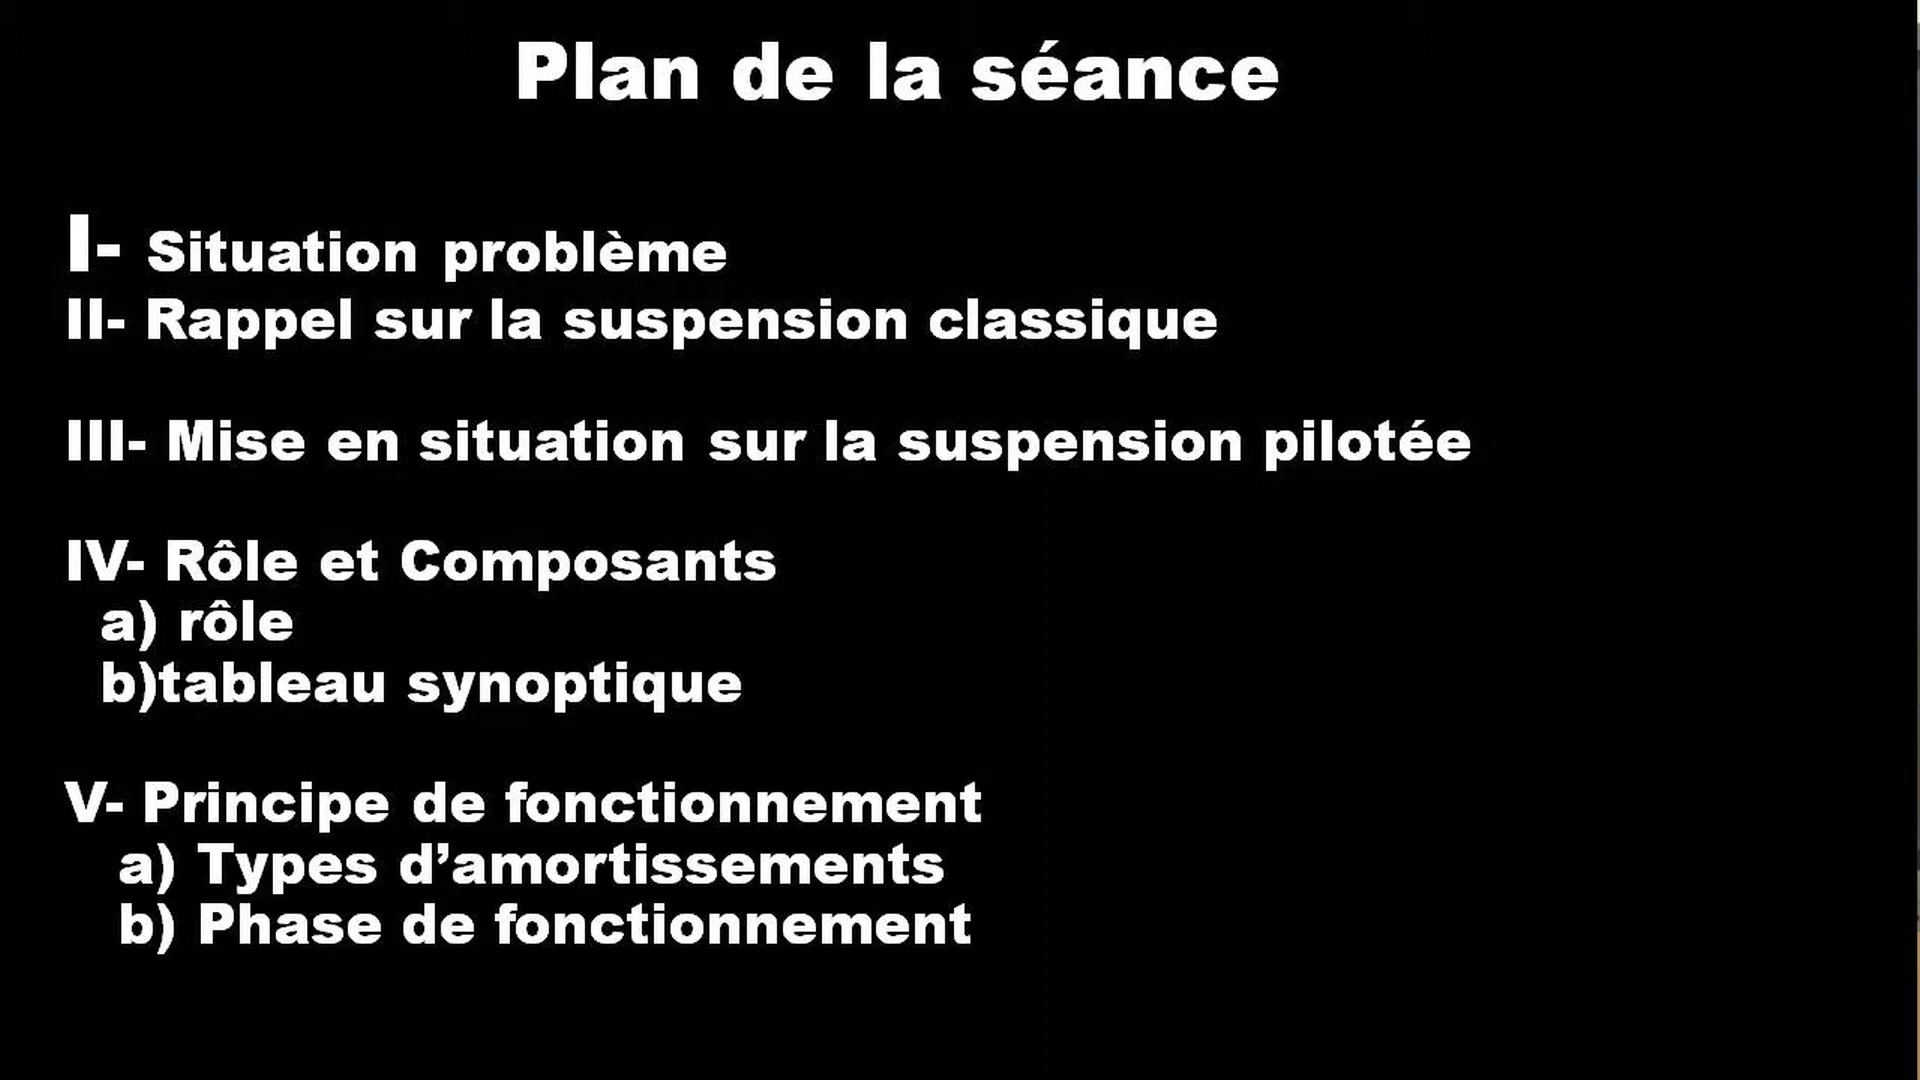 Plan de la séance
I- Situation problème
II- Rappel sur la suspension classique
III- Mise en situation sur la suspension pilotée
IV- Rôle et Composants
a) rôle
b)tableau synoptique
V- Principe de fonctionnement
a) Types d’amortissements
b) Phase de fonctionnement